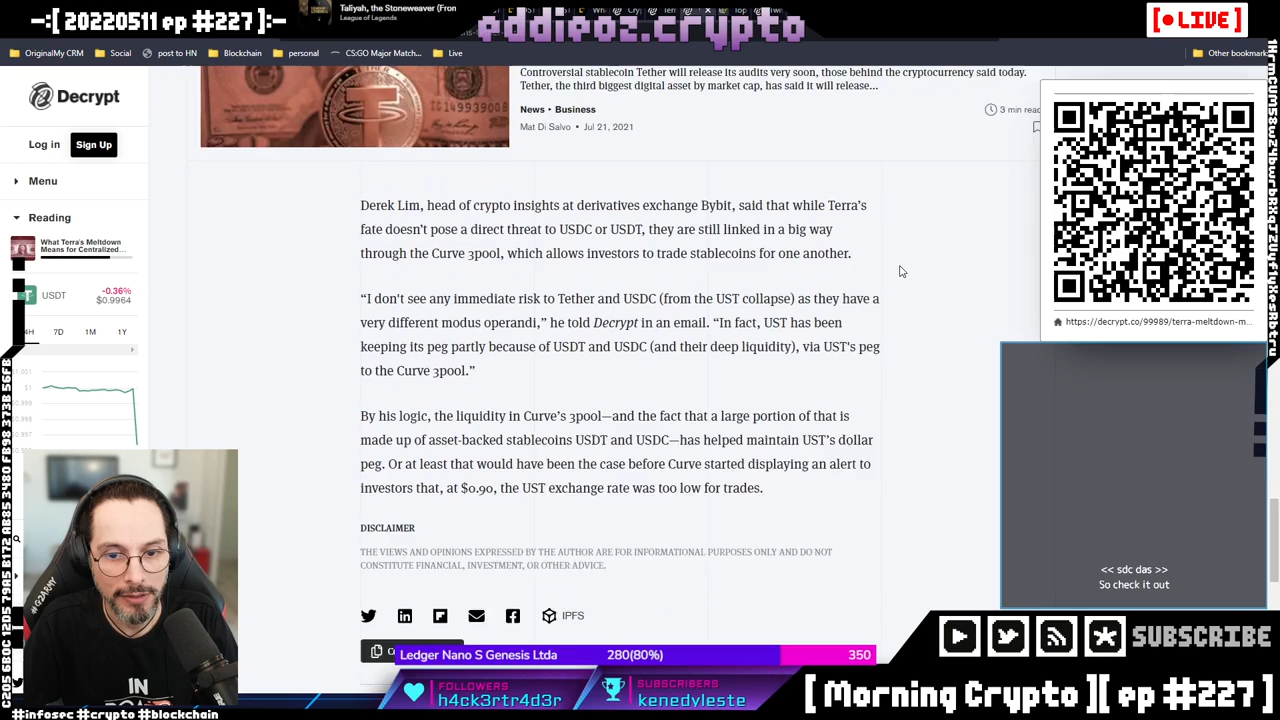 -:[ 20220511 ep #227 ]:-
Taliyah, the Stoneweaver (Fron
League of Legends
eddieoz.crypto
[ LIVE ]
OriginalMy CRM
Social
post to HN
Blockchain
personal
CS:GO Major Match...
Live
Other bookmark
Decrypt
Log in
Sign Up
Menu
Reading
What Terra's Meltdown
Means for Centralized...
USDT
-0.36%
$0.9964
4H
7D
1M
1Y
Controversial stablecoin Tether will release its audits very soon, those behind the cryptocurrency said today.
Tether, the third biggest digital asset by market cap, has said it will release...
News • Business
3 min read
Mat Di Salvo • Jul 21, 2021
Derek Lim, head of crypto insights at derivatives exchange Bybit, said that while Terra’s
fate doesn’t pose a direct threat to USDC or USDT, they are still linked in a big way
through the Curve 3pool, which allows investors to trade stablecoins for one another.
“I don't see any immediate risk to Tether and USDC (from the UST collapse) as they have a
very different modus operandi,” he told Decrypt in an email. “In fact, UST has been
keeping its peg partly because of USDT and USDC (and their deep liquidity), via UST's peg
to the Curve 3pool.”
By his logic, the liquidity in Curve’s 3pool—and the fact that a large portion of that is
made up of asset-backed stablecoins USDT and USDC—has helped maintain UST’s dollar
peg. Or at least that would have been the case before Curve started displaying an alert to
investors that, at $0.90, the UST exchange rate was too low for trades.
DISCLAIMER
THE VIEWS AND OPINIONS EXPRESSED BY THE AUTHOR ARE FOR INFORMATIONAL PURPOSES ONLY AND DO NOT
CONSTITUTE FINANCIAL, INVESTMENT, OR OTHER ADVICE.
IPFS
https://decrypt.co/99989/terra-meltdown-m...
<< sdc das >>
So check it out
Ledger Nano S Genesis Ltda
280(80%)
350
FOLLOWERS
h4ck3rtr4d3r
SUBSCRIBERS
kenedyleste
SUBSCRIBE
[ Morning Crypto ][ ep #227 ]
#infosec #crypto #blockchain